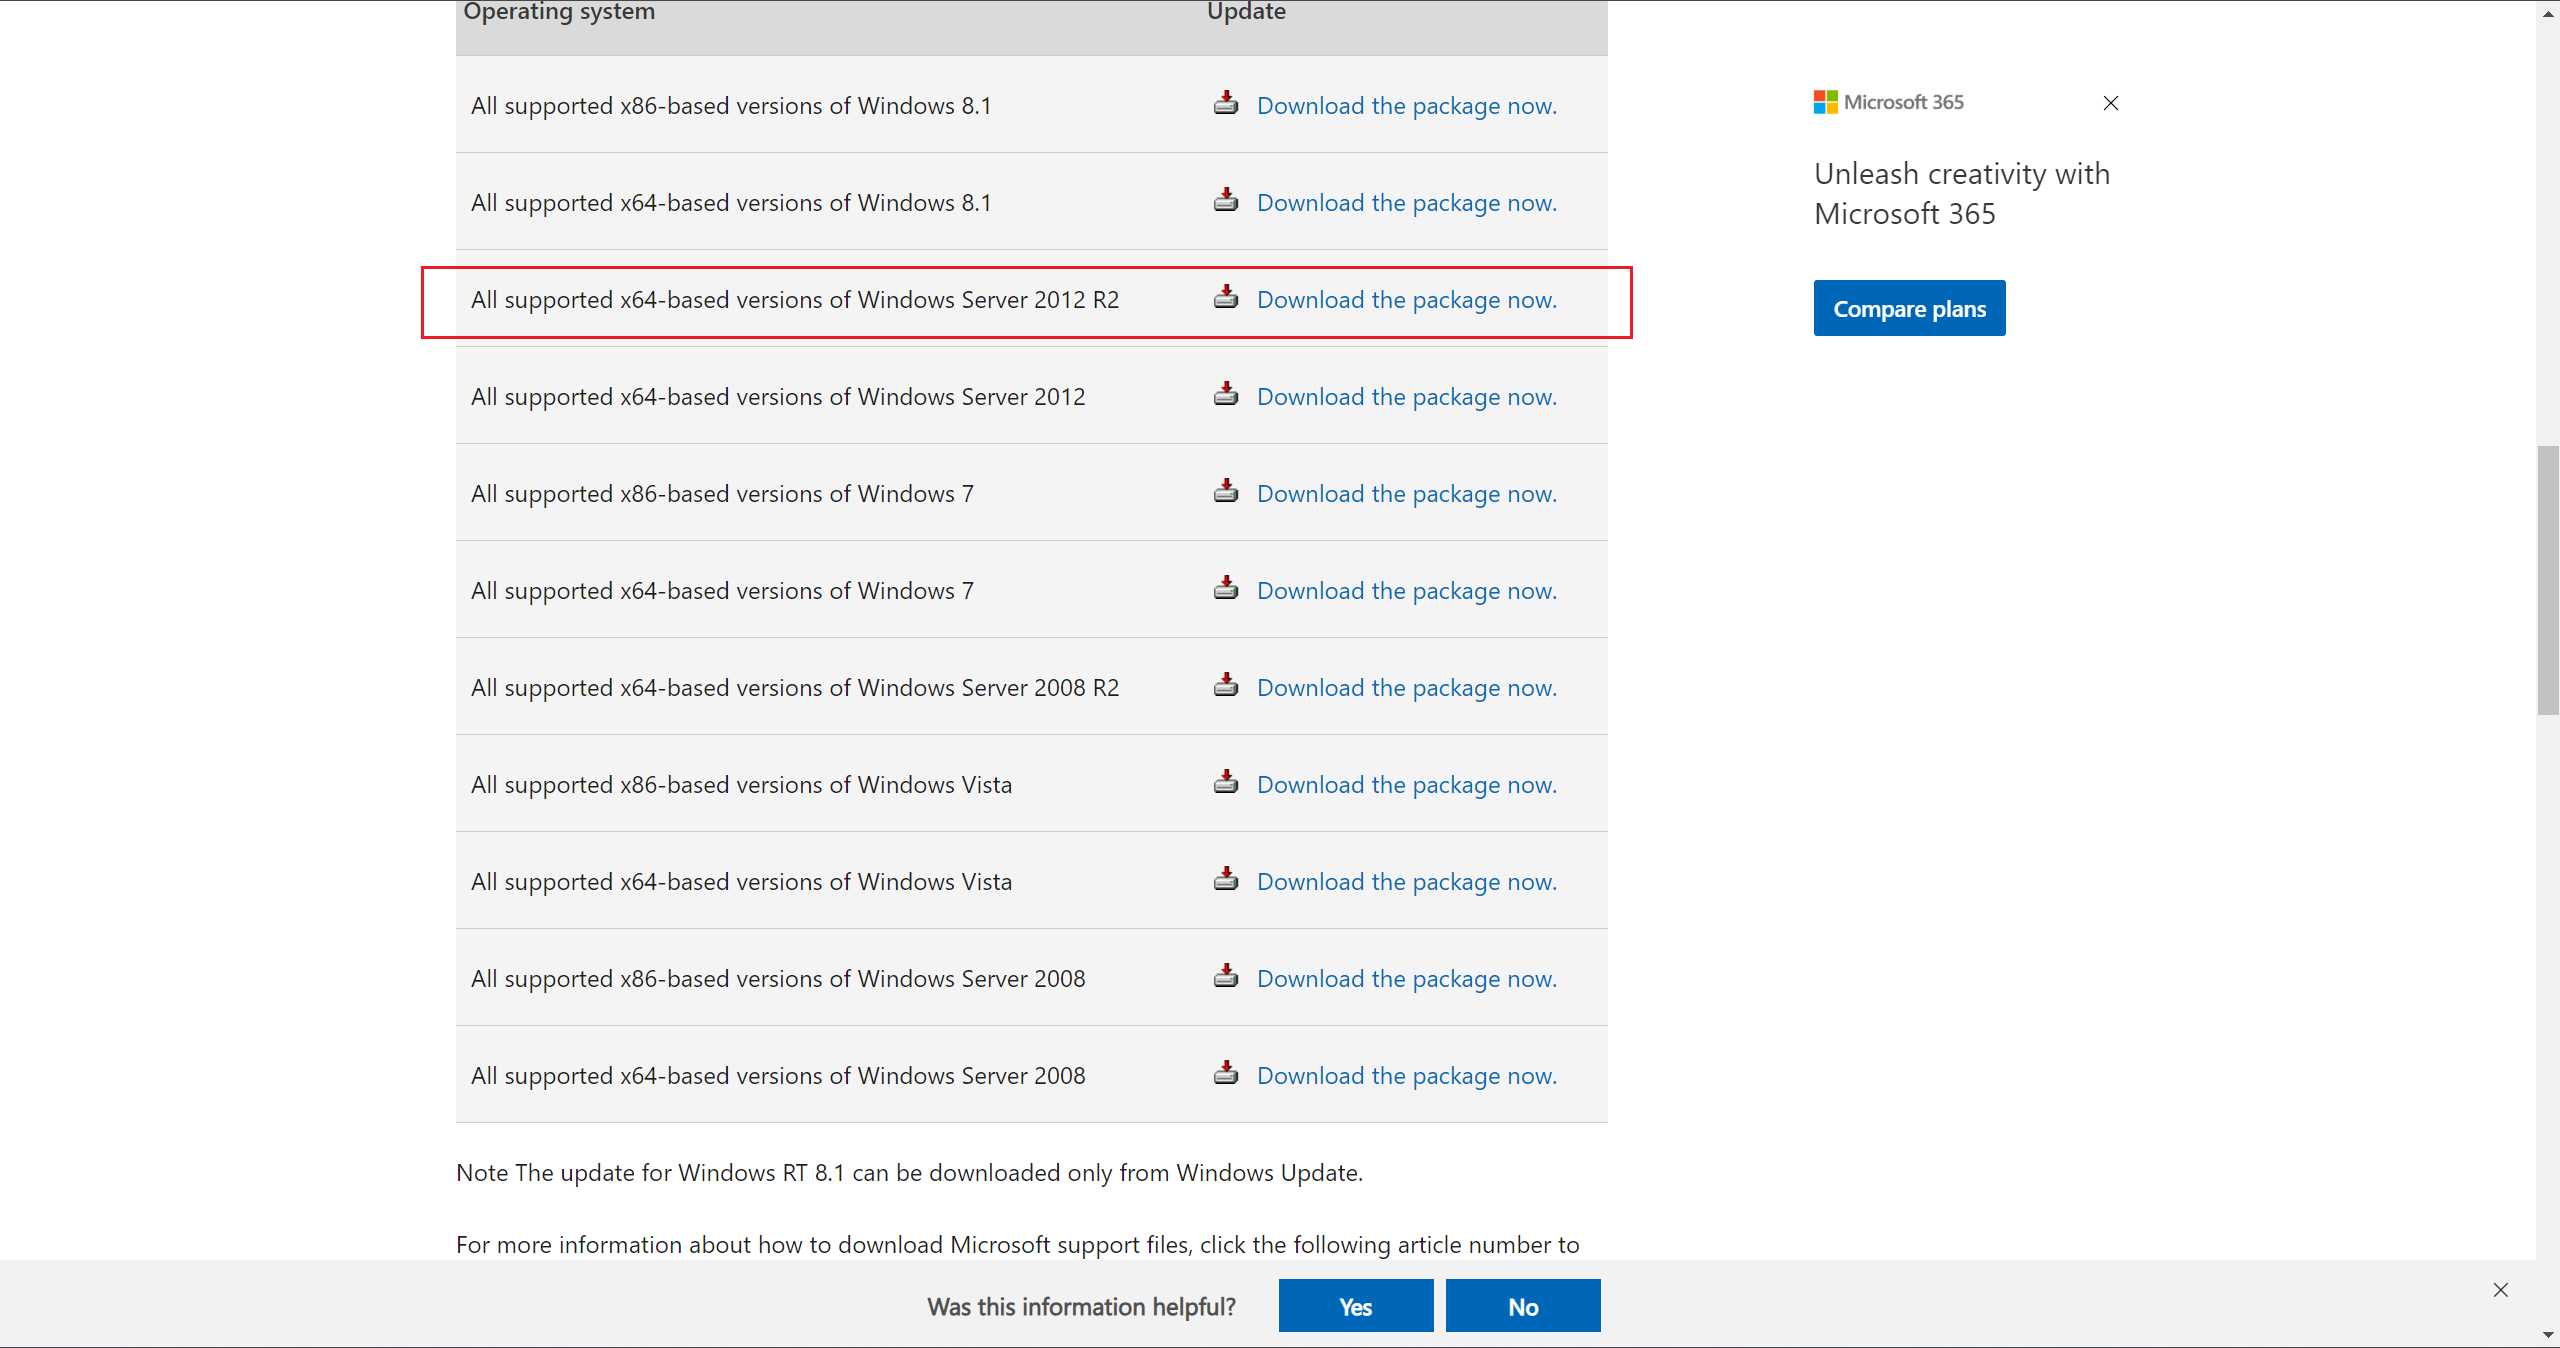 Operating system Update
All supported x86-based versions of Windows 8.1 Download the package now.
All supported x64-based versions of Windows 8.1 Download the package now.
All supported x64-based versions of Windows Server 2012 R2 Download the package now.
All supported x64-based versions of Windows Server 2012 Download the package now.
All supported x86-based versions of Windows 7 Download the package now.
All supported x64-based versions of Windows 7 Download the package now.
All supported x64-based versions of Windows Server 2008 R2 Download the package now.
All supported x86-based versions of Windows Vista Download the package now.
All supported x64-based versions of Windows Vista Download the package now.
All supported x86-based versions of Windows Server 2008 Download the package now.
All supported x64-based versions of Windows Server 2008 Download the package now.
Note The update for Windows RT 8.1 can be downloaded only from Windows Update.
For more information about how to download Microsoft support files, click the following article number to
Microsoft 365
Unleash creativity with
Microsoft 365
Compare plans
Was this information helpful? Yes No